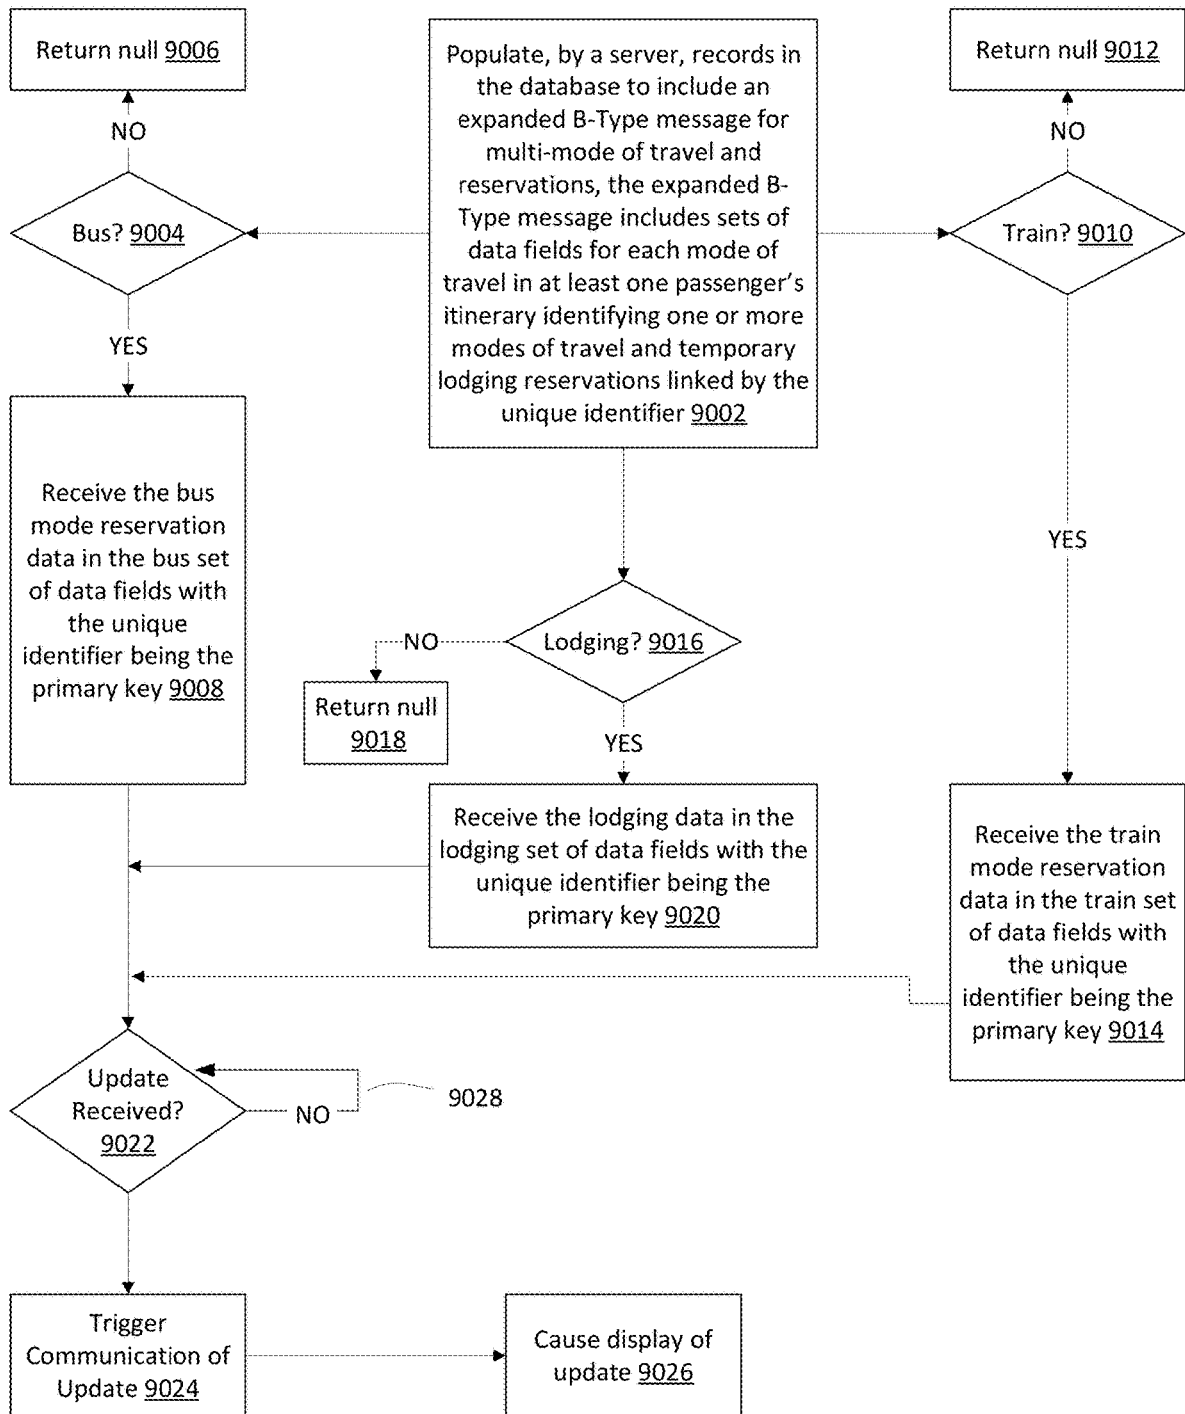 Return null 9006
Populate, by a server, records in
the database to include an
expanded B-Type message for
multi-mode of travel and
reservations, the expanded B-
Type message includes sets of
data fields for each mode of
travel in at least one passenger's
itinerary identifying one or more
modes of travel and temporary
lodging reservations linked by the
unique identifier 9002
Return null 9012
NO
NO
Bus? 9004
Train? 9010
YES
Receive the bus
mode reservation
data in the bus set
of data fields with
the unique
identifier being the
primary key 9008
YES
Lodging? 9016
NO
Return null
9018
YES
Receive the lodging data in the
lodging set of data fields with the
unique identifier being the
primary key 9020
Receive the train
mode reservation
data in the train set
of data fields with
the unique
identifier being the
primary key 9014
Update
Received?
9022
NO
9028
Trigger
Communication of
Update 9024
Cause display of
update 9026